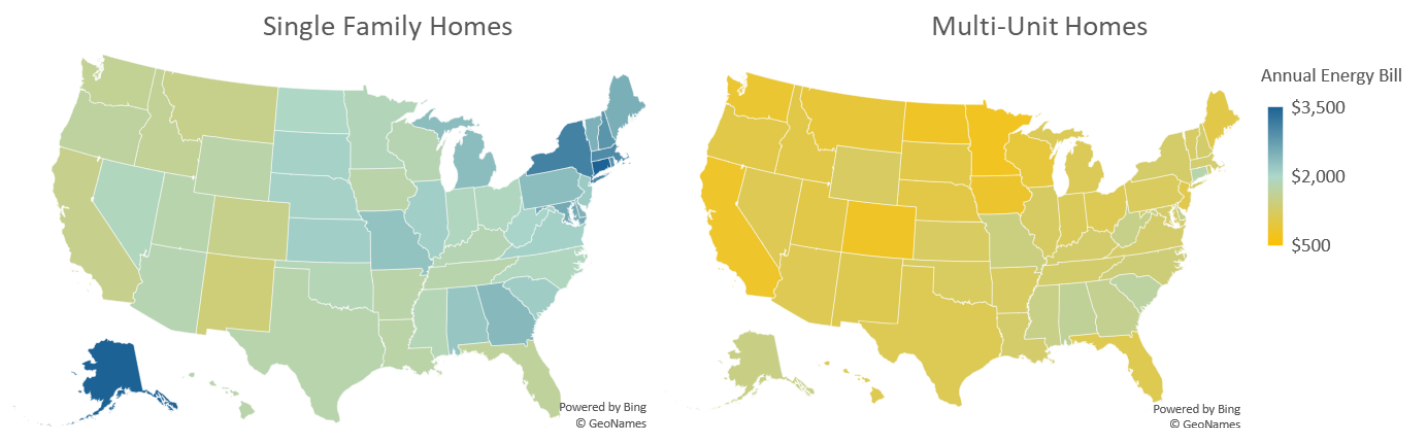 Single Family Homes
Multi-Unit Homes
Annual Energy Bill
$3,500
$2,000
$500
Powered by Bing
© GeoNames
Powered by Bing
© GeoNames